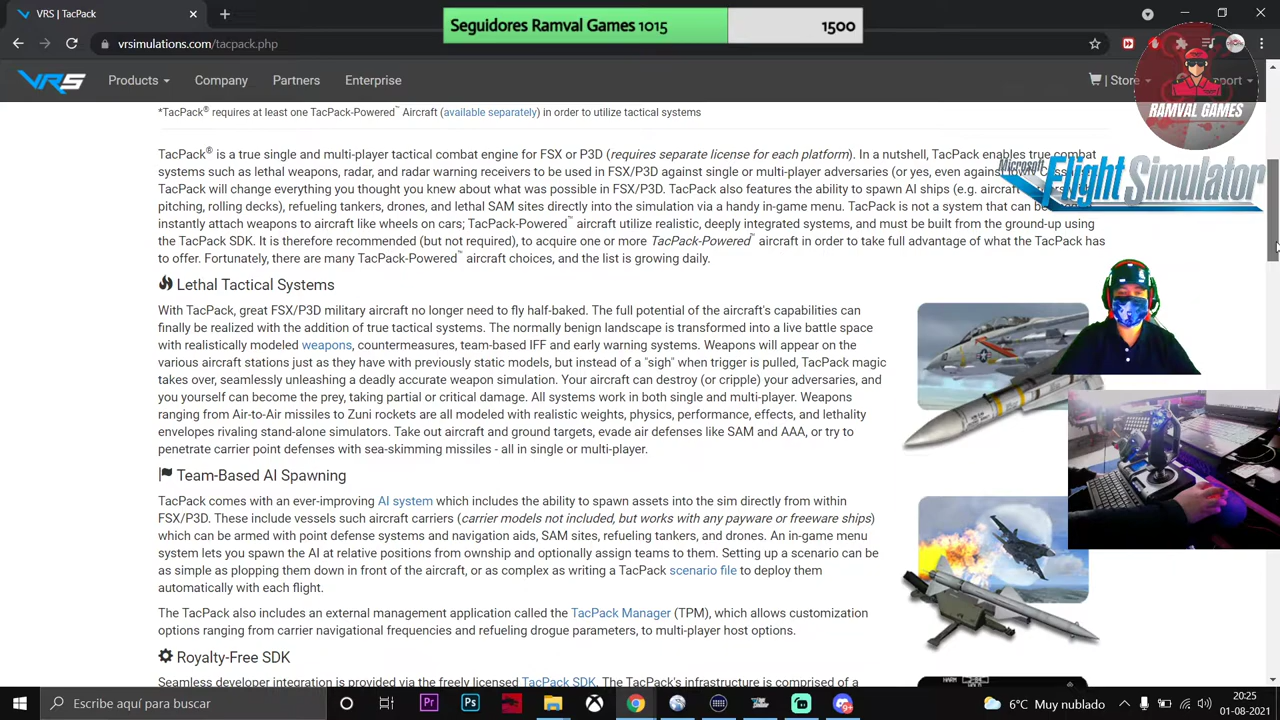 VRS | TacPack
Seguidores Ramval Games 1015
1500
vrsimulations.com/tacpack.php
VRS
Products
Company
Partners
Enterprise
Store
RAMVAL GAMES
*TacPack® requires at least one TacPack-Powered™ Aircraft (available separately) in order to utilize tactical systems
Microsoft
Flight Simulator
TacPack® is a true single and multi-player tactical combat engine for FSX or P3D (requires separate license for each platform). In a nutshell, TacPack enables true combat
systems such as lethal weapons, radar and radar warning receivers to be used in FSX/P3D against single or multi-player adversaries (or yes, even against
TacPack will change everything you thought you knew about what was possible in FSX/P3D. TacPack also features the ability to spawn AI ships (e.g. aircraft
pitching, rolling decks), refueling tankers, drones, and lethal SAM sites directly into the simulation via a handy in-game menu. TacPack is not a system that can be
instantly attach weapons to aircraft like wheels on cars; TacPack-Powered™ aircraft utilize realistic, deeply integrated systems, and must be built from the ground-up using
the TacPack SDK. It is therefore recommended (but not required), to acquire one or more TacPack-Powered™ aircraft in order to take full advantage of what the TacPack has
to offer. Fortunately, there are many TacPack-Powered™ aircraft choices, and the list is growing daily.
Lethal Tactical Systems
With TacPack, great FSX/P3D military aircraft no longer need to fly half-baked. The full potential of the aircraft's capabilities can
finally be realized with the addition of true tactical systems. The normally benign landscape is transformed into a live battle space
with realistically modeled weapons, countermeasures, team-based IFF and early warning systems. Weapons will appear on the
various aircraft stations just as they have with previously static models, but instead of a "sigh" when trigger is pulled, TacPack magic
takes over, seamlessly unleashing a deadly accurate weapon simulation. Your aircraft can destroy (or cripple) your adversaries, and
you yourself can become the prey, taking partial or critical damage. All systems work in both single and multi-player. Weapons
ranging from Air-to-Air missiles to Zuni rockets are all modeled with realistic weights, physics, performance, effects, and lethality
envelopes rivaling stand-alone simulators. Take out aircraft and ground targets, evade air defenses like SAM and AAA, or try to
penetrate carrier point defenses with sea-skimming missiles - all in single or multi-player.
Team-Based AI Spawning
TacPack comes with an ever-improving AI system which includes the ability to spawn assets into the sim directly from within
FSX/P3D. These include vessels such aircraft carriers (carrier models not included, but works with any payware or freeware ships)
which can be armed with point defense systems and navigation aids, SAM sites, refueling tankers, and drones. An in-game menu
system lets you spawn the AI at relative positions from ownship and optionally assign teams to them. Setting up a scenario can be
as simple as plopping them down in front of the aircraft, or as complex as writing a TacPack scenario file to deploy them
automatically with each flight.
The TacPack also includes an external management application called the TacPack Manager (TPM), which allows customization
options ranging from carrier navigational frequencies and refueling drogue parameters, to multi-player host options.
Royalty-Free SDK
Seamless developer integration is provided via the freely licensed TacPack SDK. The TacPack's infrastructure is comprised of a
Escribe aquí para buscar
6°C Muy nublado
20:25
01-08-2021